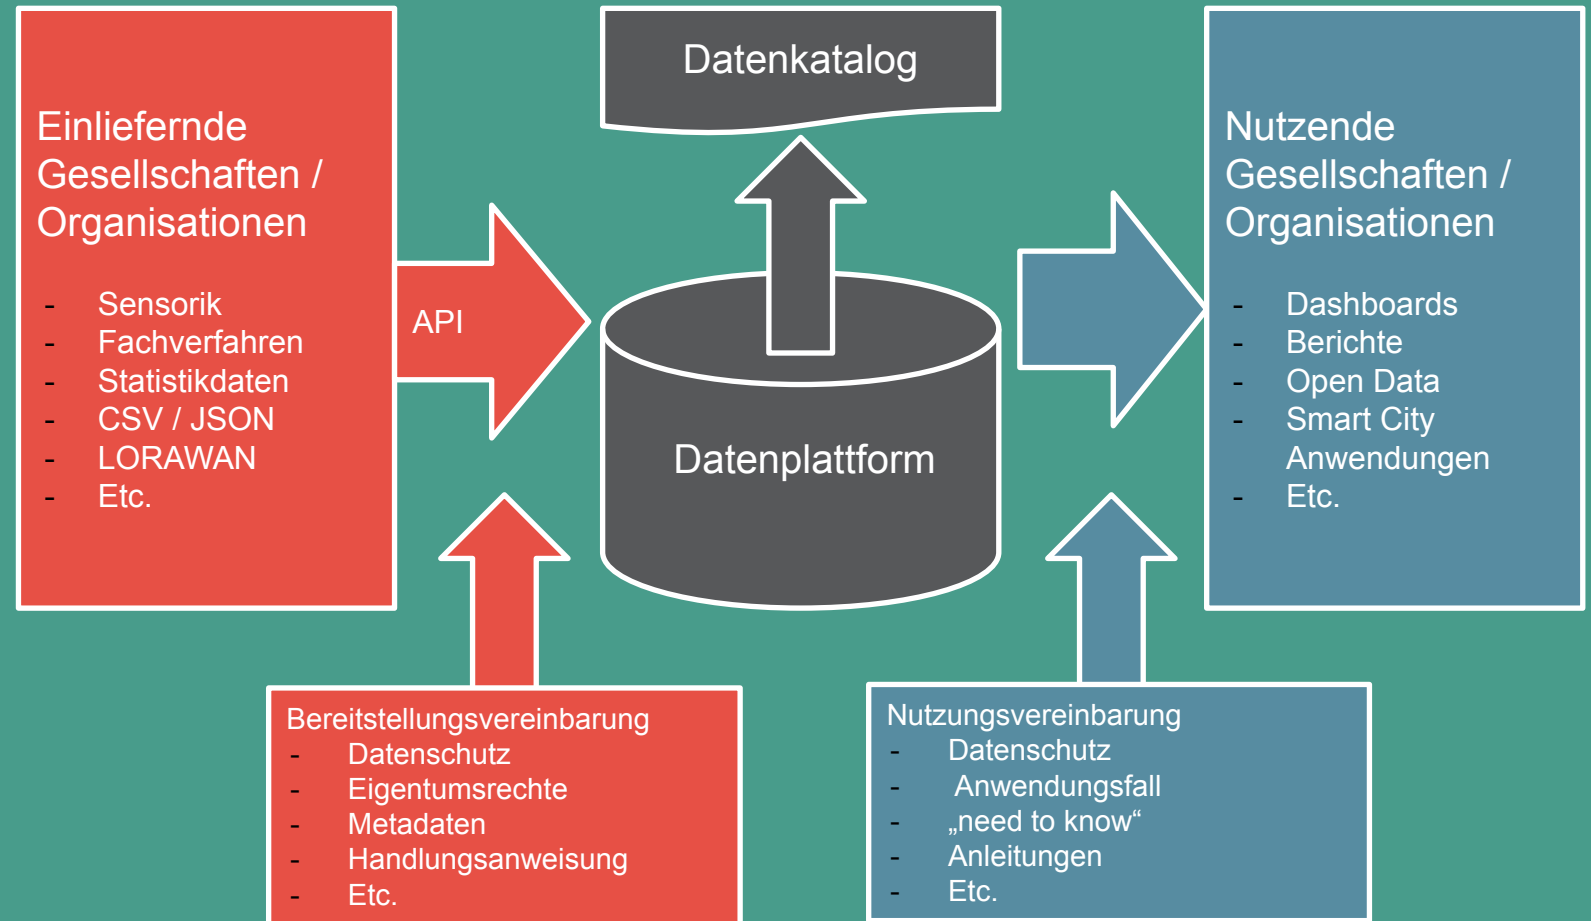 Einliefernde
Gesellschaften /
Organisationen
- Sensorik
- Fachverfahren
- Statistikdaten
- CSV / JSON
- LORAWAN
- Etc.
API
Datenkatalog
Datenplattform
Nutzende
Gesellschaften /
Organisationen
- Dashboards
- Berichte
- Open Data
- Smart City
Anwendungen
- Etc.
Bereitstellungsvereinbarung
- Datenschutz
- Eigentumsrechte
- Metadaten
- Handlungsanweisung
- Etc.
Nutzungsvereinbarung
- Datenschutz
- Anwendungsfall
- „need to know“
- Anleitungen
- Etc.